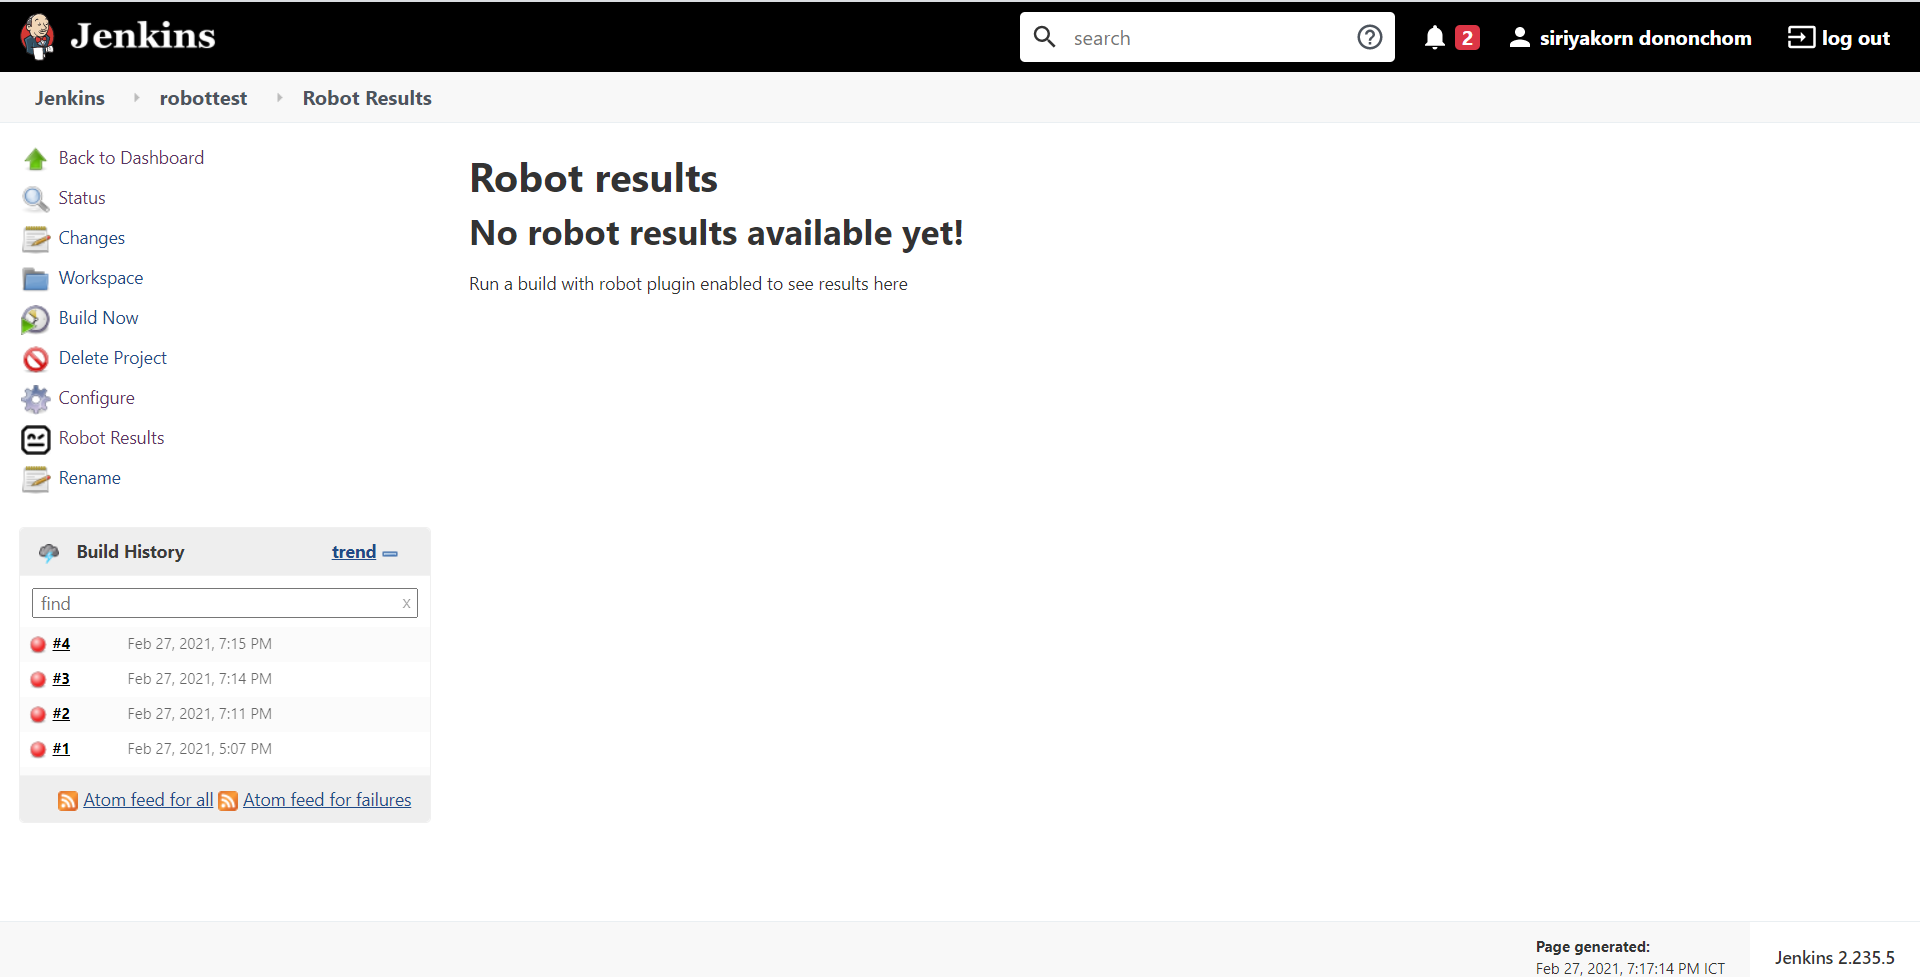 Jenkins
search
2
siriyakorn dononchom
log out
Jenkins robottest Robot Results
Back to Dashboard
Status
Changes
Workspace
Build Now
Delete Project
Configure
Robot Results
Rename
Build History trend
find x
#4 Feb 27, 2021, 7:15 PM
#3 Feb 27, 2021, 7:14 PM
#2 Feb 27, 2021, 7:11 PM
#1 Feb 27, 2021, 5:07 PM
Atom feed for all Atom feed for failures
Robot results
No robot results available yet!
Run a build with robot plugin enabled to see results here
Page generated:
Feb 27, 2021, 7:17:14 PM ICT
Jenkins 2.235.5